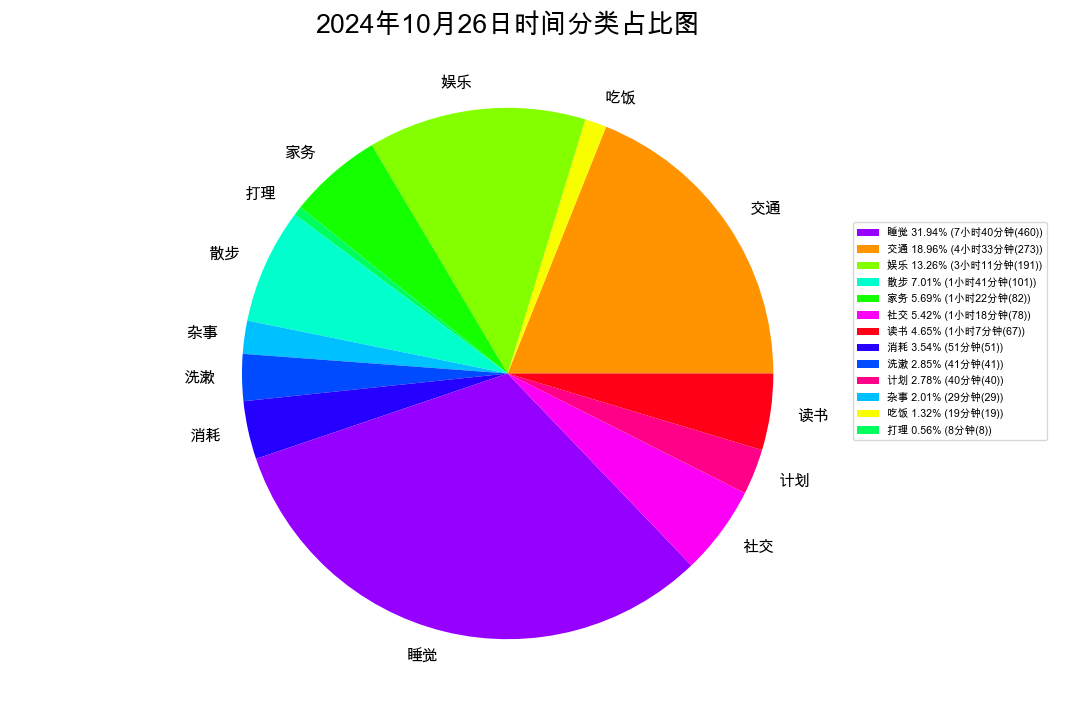 2024年10月26日时间分类占比图
娱乐
吃饭
家务
打理
交通
散步
杂事
洗漱
消耗
读书
计划
社交
睡觉
睡觉 31.94% (7小时40分钟(460))
交通 18.96% (4小时33分钟(273))
娱乐 13.26% (3小时11分钟(191))
散步 7.01% (1小时41分钟(101))
家务 5.69% (1小时22分钟(82))
社交 5.42% (1小时18分钟(78))
读书 4.65% (1小时7分钟(67))
消耗 3.54% (51分钟(51))
洗漱 2.85% (41分钟(41))
计划 2.78% (40分钟(40))
杂事 2.01% (29分钟(29))
吃饭 1.32% (19分钟(19))
打理 0.56% (8分钟(8))